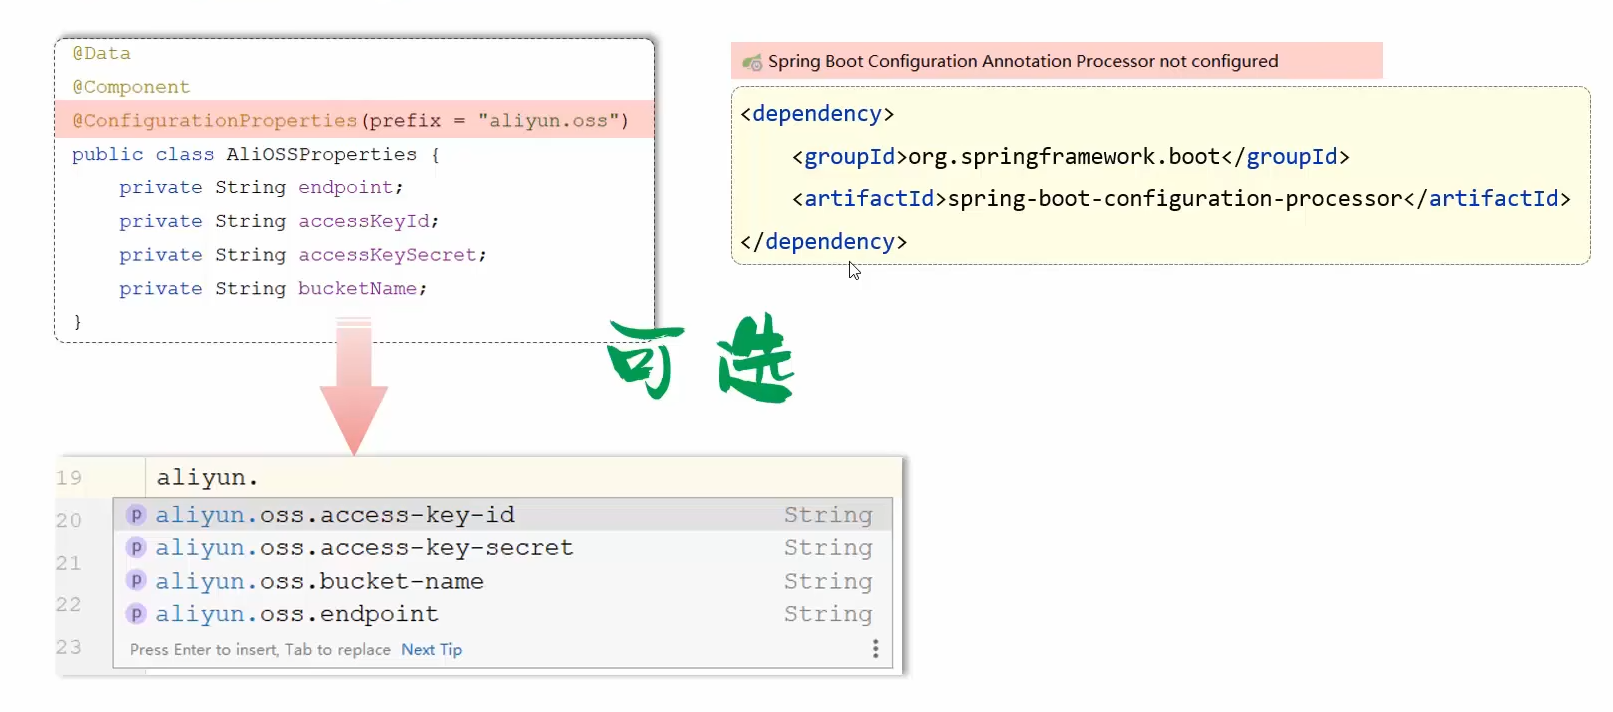 @Data
@Component
@ConfigurationProperties(prefix = "aliyun.oss")
public class AliOSSProperties {
private String endpoint;
private String accessKeyId;
private String accessKeySecret;
private String bucketName;
}
Spring Boot Configuration Annotation Processor not configured
<dependency>
<groupId>org.springframework.boot</groupId>
<artifactId>spring-boot-configuration-processor</artifactId>
</dependency>
可选
19 aliyun.
20 p aliyun.oss.access-key-id String
p aliyun.oss.access-key-secret String
21 p aliyun.oss.bucket-name String
22 p aliyun.oss.endpoint String
23 Press Enter to insert, Tab to replace Next Tip